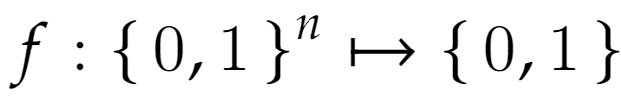 f : { 0, 1 }ⁿ ↦ { 0, 1 }